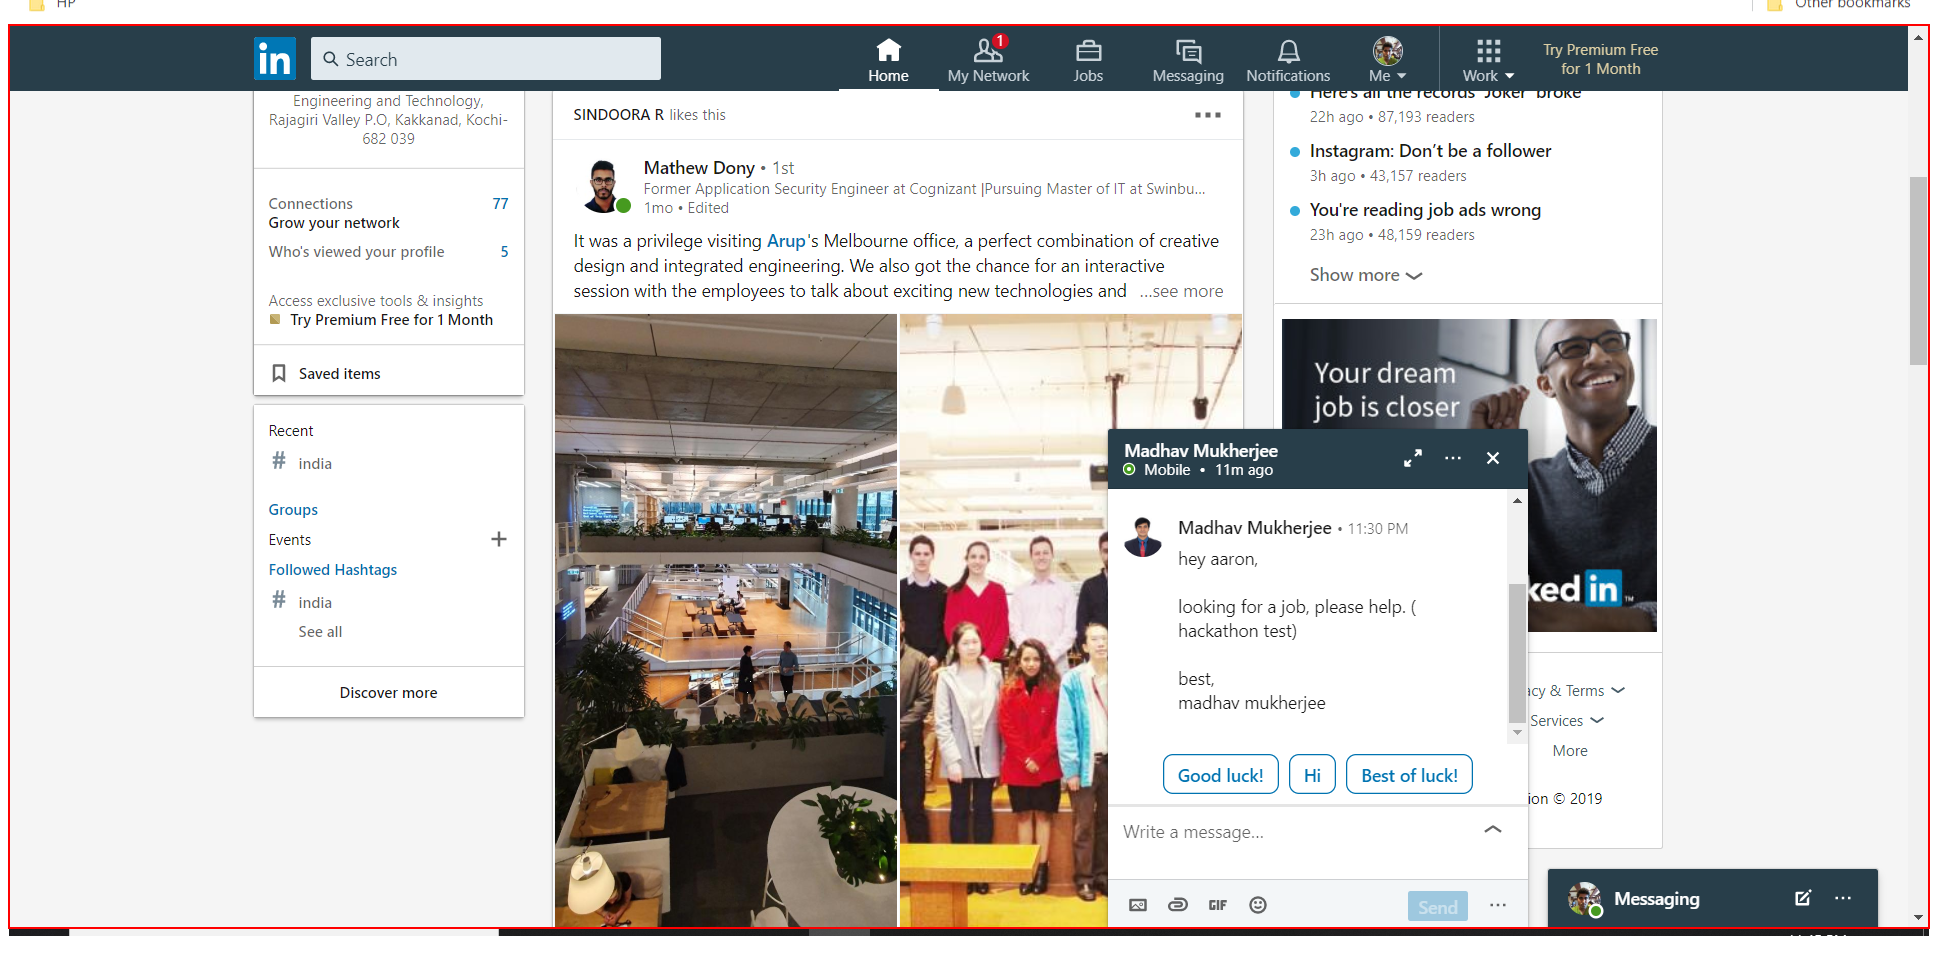 HP
Other bookmarks
in
Search
Home
1
My Network
Jobs
Messaging
Notifications
Me
Work
Try Premium Free
for 1 Month
Engineering and Technology,
Rajagiri Valley P.O, Kakkanad, Kochi-
682 039
Connections 77
Grow your network
Who's viewed your profile 5
Access exclusive tools & insights
Try Premium Free for 1 Month
Saved items
Recent
# india
Groups
Events +
Followed Hashtags
# india
See all
Discover more
SINDOORA R likes this
Mathew Dony • 1st
Former Application Security Engineer at Cognizant |Pursuing Master of IT at Swinbu...
1mo • Edited
It was a privilege visiting Arup's Melbourne office, a perfect combination of creative
design and integrated engineering. We also got the chance for an interactive
session with the employees to talk about exciting new technologies and ...see more
Here's all the records 'Joker' broke
22h ago • 87,193 readers
Instagram: Don't be a follower
3h ago • 43,157 readers
You're reading job ads wrong
23h ago • 48,159 readers
Show more
Your dream
job is closer
ked in
TM
acy & Terms
Services
More
ion © 2019
Madhav Mukherjee
Mobile • 11m ago
Madhav Mukherjee • 11:30 PM
hey aaron,
looking for a job, please help. (
hackathon test)
best,
madhav mukherjee
Good luck!
Hi
Best of luck!
Write a message...
GIF
Send
Messaging